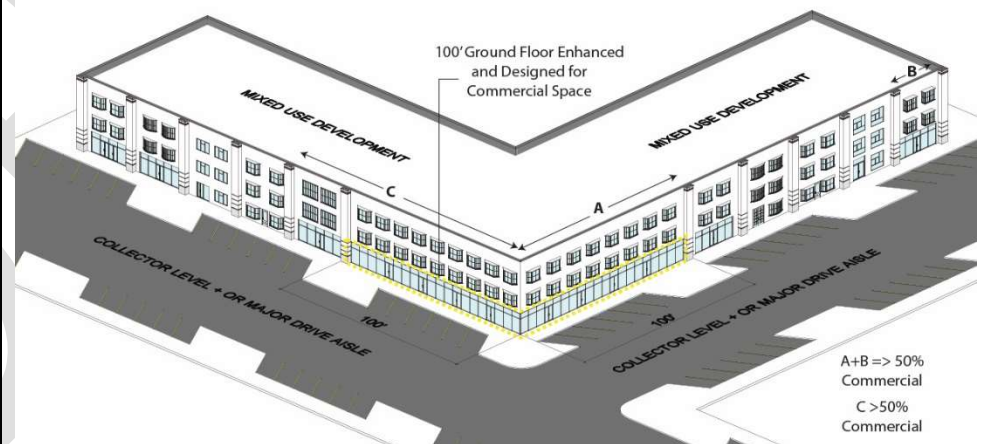 100' Ground Floor Enhanced
and Designed for
Commercial Space
B
MIXED USE DEVELOPMENT
MIXED USE DEVELOPMENT
C
A
COLLECTOR LEVEL + OR MAJOR DRIVE AISLE
100'
100'
COLLECTOR LEVEL + OR MAJOR DRIVE AISLE
A+B => 50%
Commercial
C >50%
Commercial